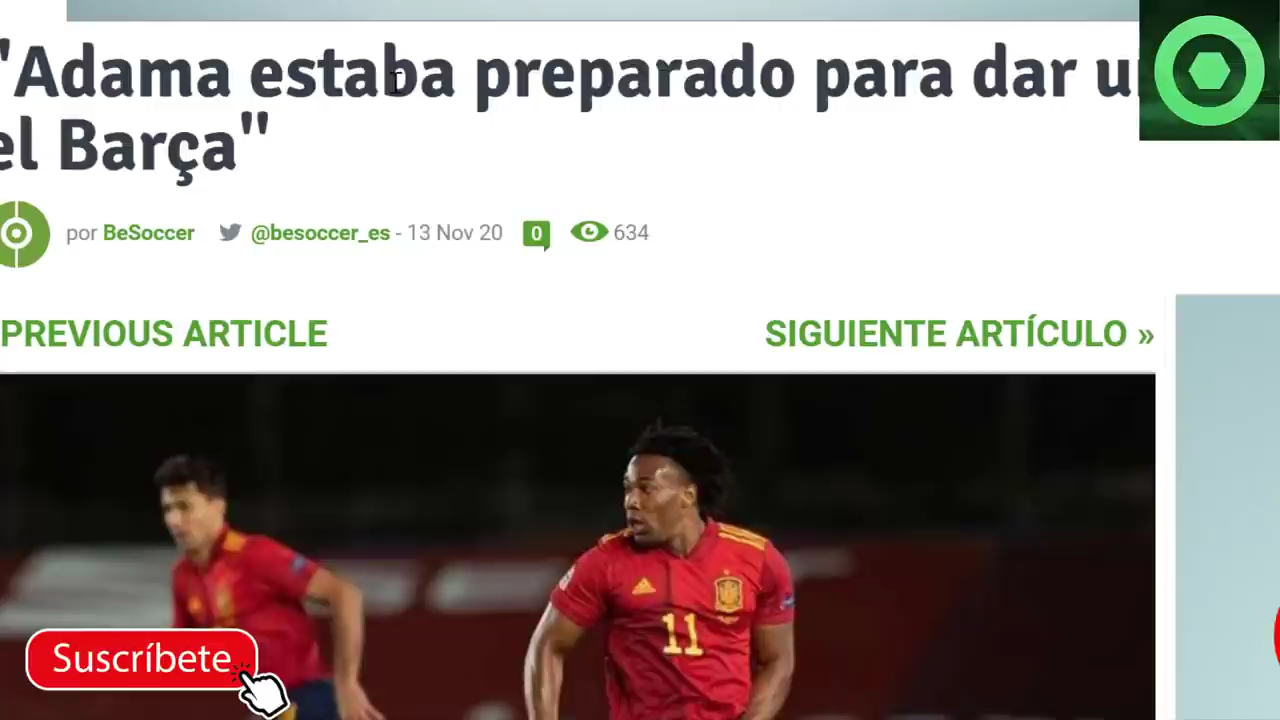 "Adama estaba preparado para dar
el Barça"
por BeSoccer @besoccer_es - 13 Nov 20 0 634
PREVIOUS ARTICLE SIGUIENTE ARTÍCULO »
11
Suscríbete